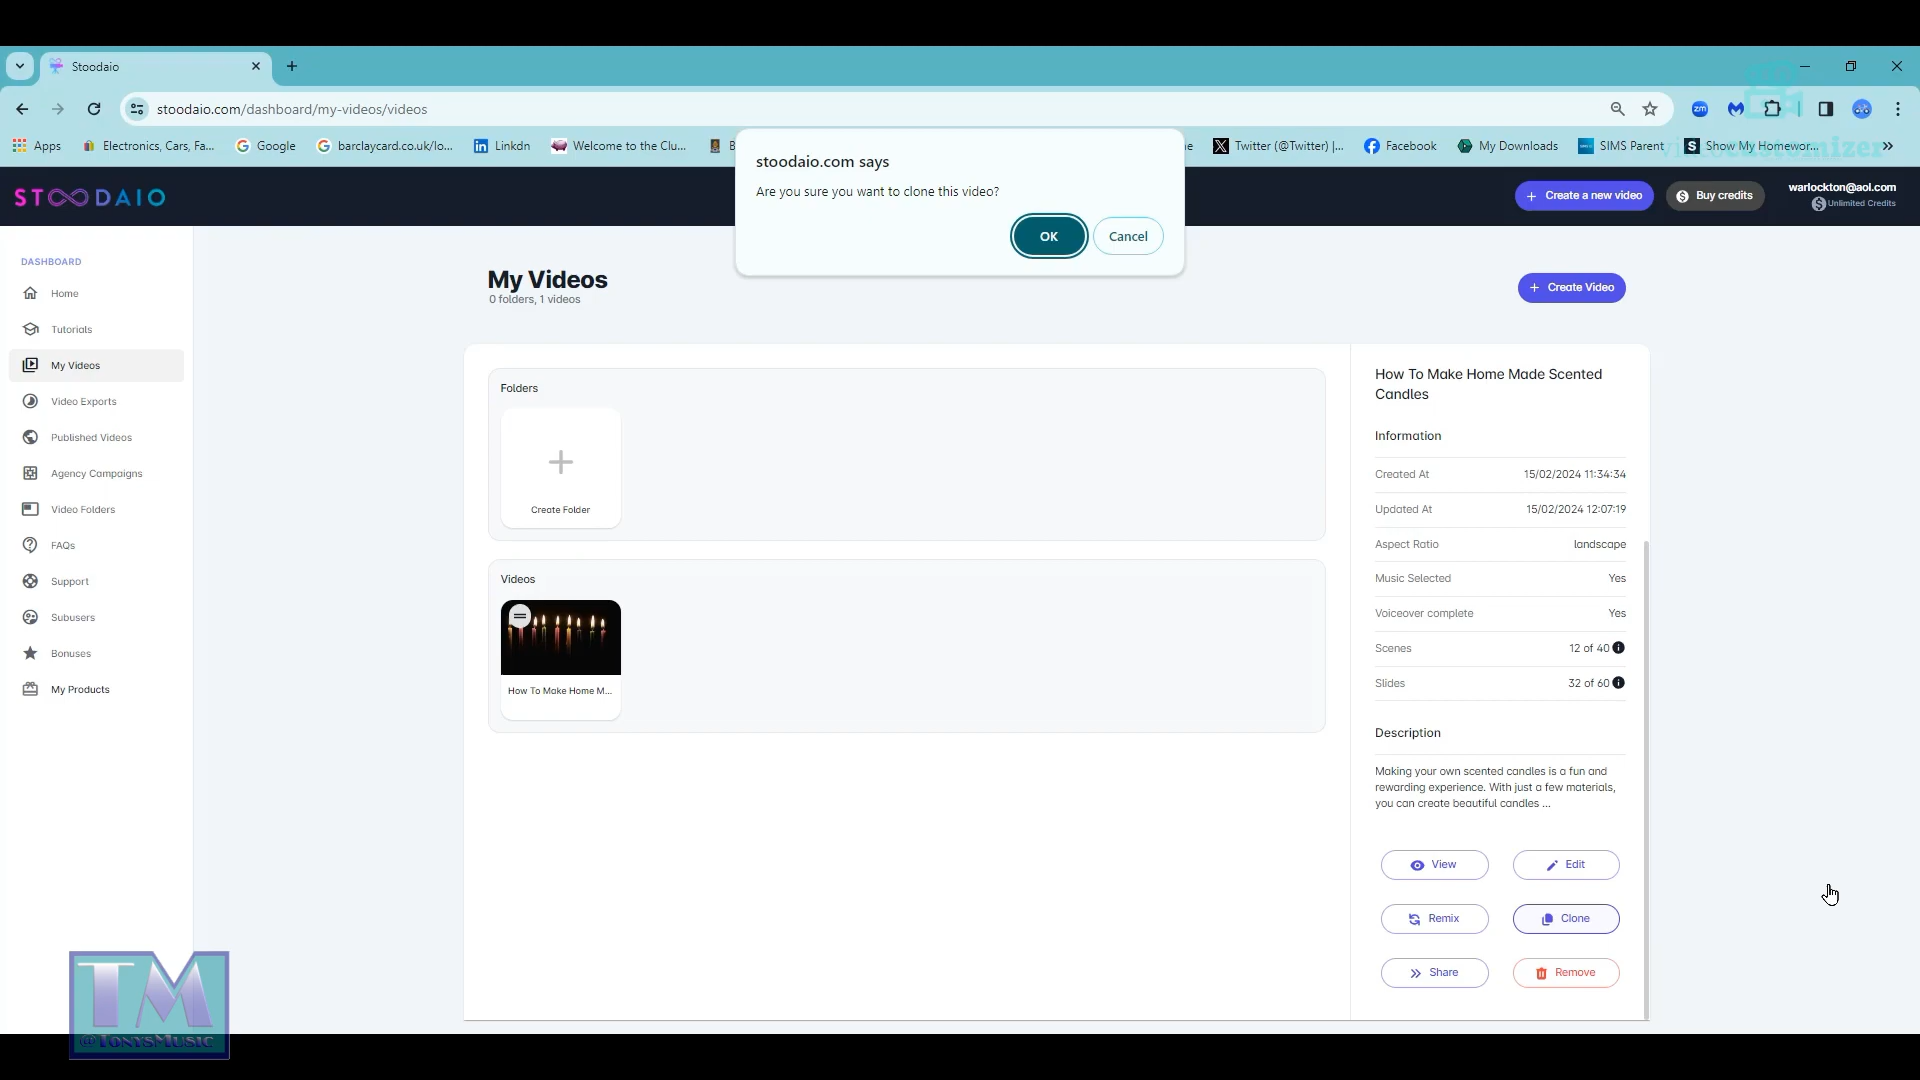 Stoodaio
stoodaio.com/dashboard/my-videos/videos
zm
Apps
Electronics, Cars, Fa...
Google
barclaycard.co.uk/lo...
Linkdn
Welcome to the Clu...
B
ne
Twitter (@Twitter) |...
Facebook
My Downloads
SIMS Parent
Show My Homewor...
stoodaio.com says
Are you sure you want to clone this video?
OK
Cancel
STOODAIO
Create a new video
Buy credits
warlockton@aol.com
Unlimited Credits
DASHBOARD
Home
Tutorials
My Videos
Video Exports
Published Videos
Agency Campaigns
Video Folders
FAQs
Support
Subusers
Bonuses
My Products
My Videos
0 folders, 1 videos
Create Video
Folders
Create Folder
Videos
How To Make Home M...
How To Make Home Made Scented
Candles
Information
Created At 15/02/2024 11:34:34
Updated At 15/02/2024 12:07:19
Aspect Ratio landscape
Music Selected Yes
Voiceover complete Yes
Scenes 12 of 40
Slides 32 of 60
Description
Making your own scented candles is a fun and
rewarding experience. With just a few materials,
you can create beautiful candles ...
View
Edit
Remix
Clone
Share
Remove
TM
@TonysMusic